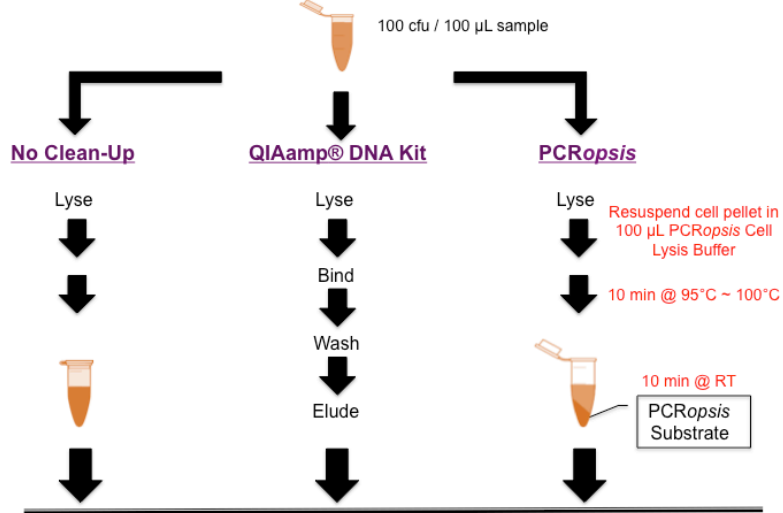 100 cfu / 100 µL sample
No Clean-Up
QIAamp® DNA Kit
PCRopsis
Lyse
Lyse
Lyse
Resuspend cell pellet in
100 µL PCRopsis Cell
Lysis Buffer
Bind
10 min @ 95°C ~ 100°C
Wash
10 min @ RT
Elude
PCRopsis
Substrate